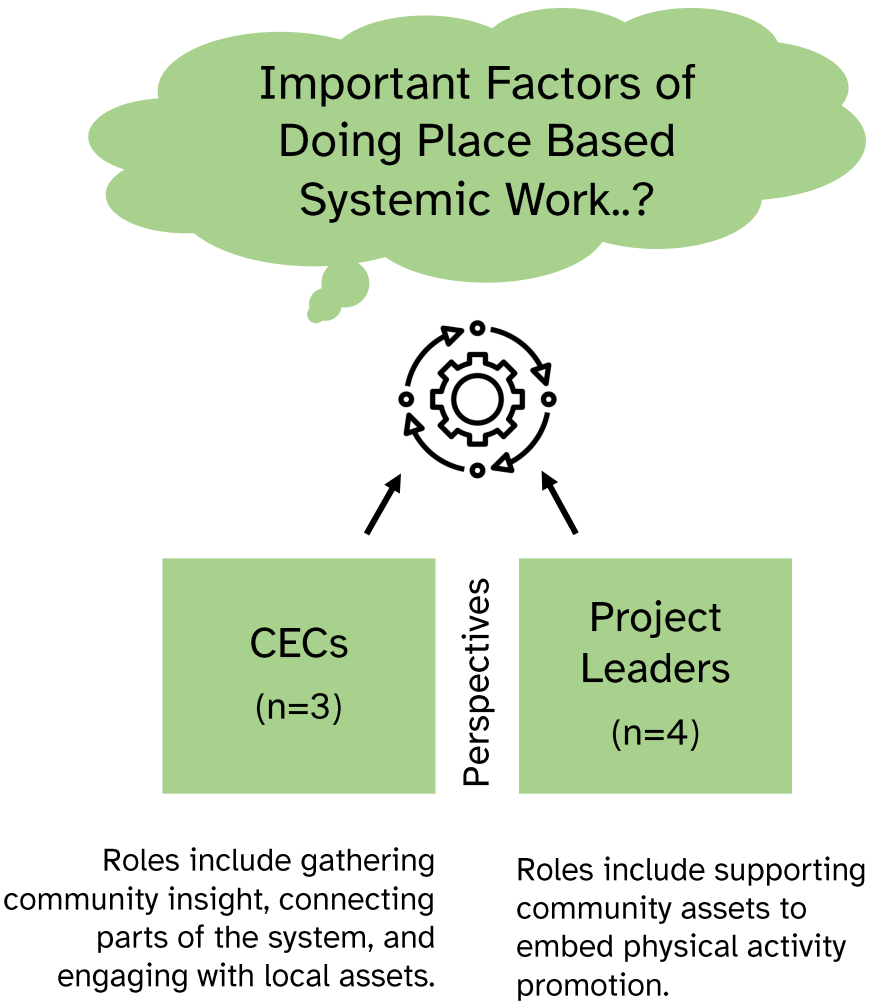 Important Factors of
Doing Place Based
Systemic Work..?
CECs
(n=3)
Perspectives
Project
Leaders
(n=4)
Roles include gathering
community insight, connecting
parts of the system, and
engaging with local assets.
Roles include supporting
community assets to
embed physical activity
promotion.